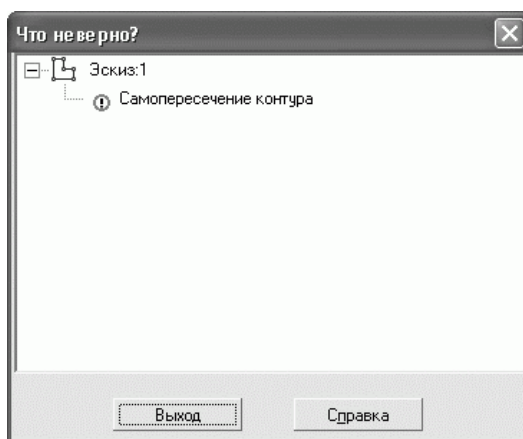 Что неверно?
Эскиз:1
Самопересечение контура
Выход
Справка